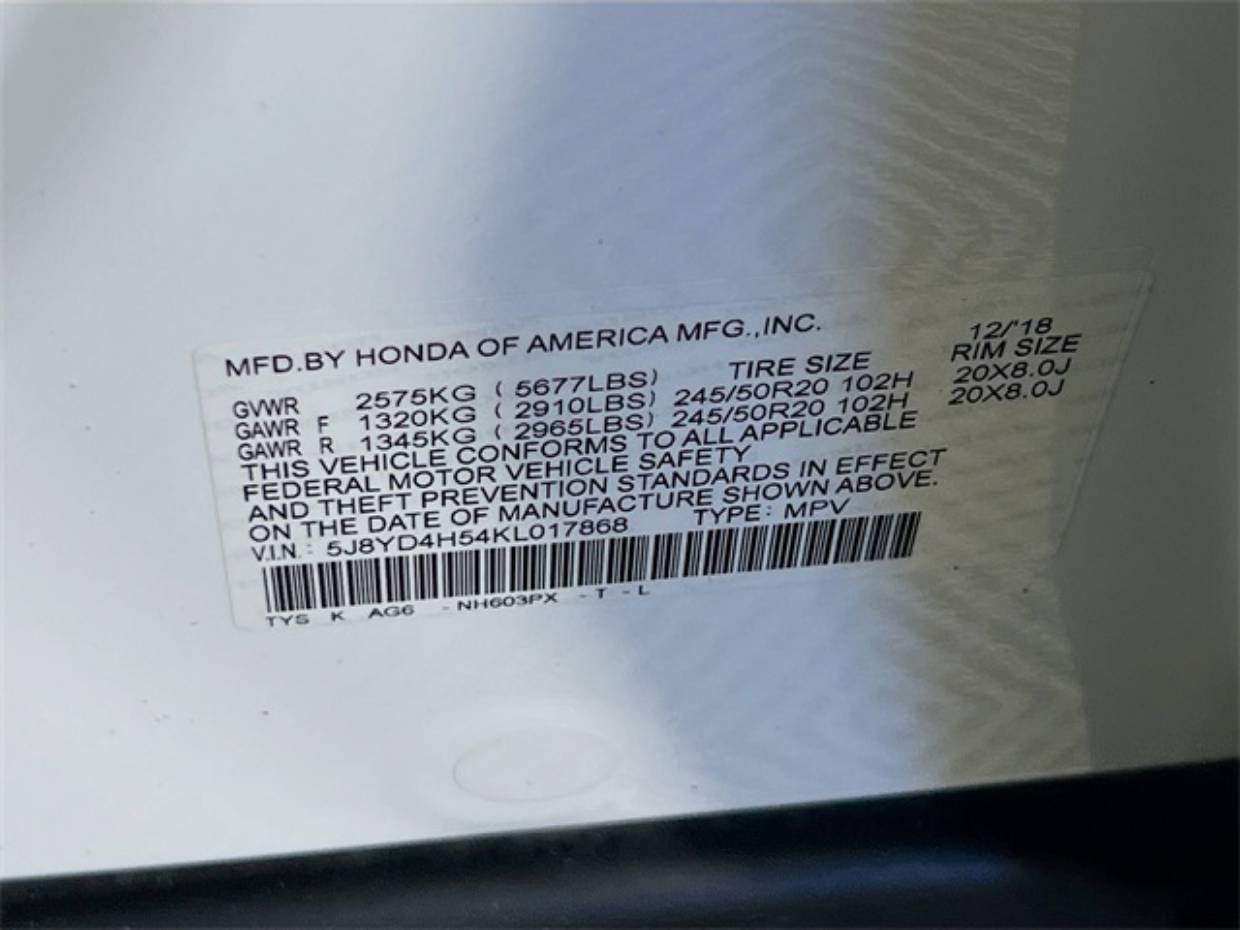 MFD.BY HONDA OF AMERICA MFG.,INC. 12/'18
GVWR 2575KG ( 5677LBS) TIRE SIZE RIM SIZE
GAWR F 1320KG ( 2910LBS) 245/50R20 102H 20X8.0J
GAWR R 1345KG ( 2965LBS) 245/50R20 102H 20X8.0J
THIS VEHICLE CONFORMS TO ALL APPLICABLE
FEDERAL MOTOR VEHICLE SAFETY
AND THEFT PREVENTION STANDARDS IN EFFECT
ON THE DATE OF MANUFACTURE SHOWN ABOVE.
V.I.N.: 5J8YD4H54KL017868 TYPE: MPV
TYS K AG6 -NH603PX -T -L